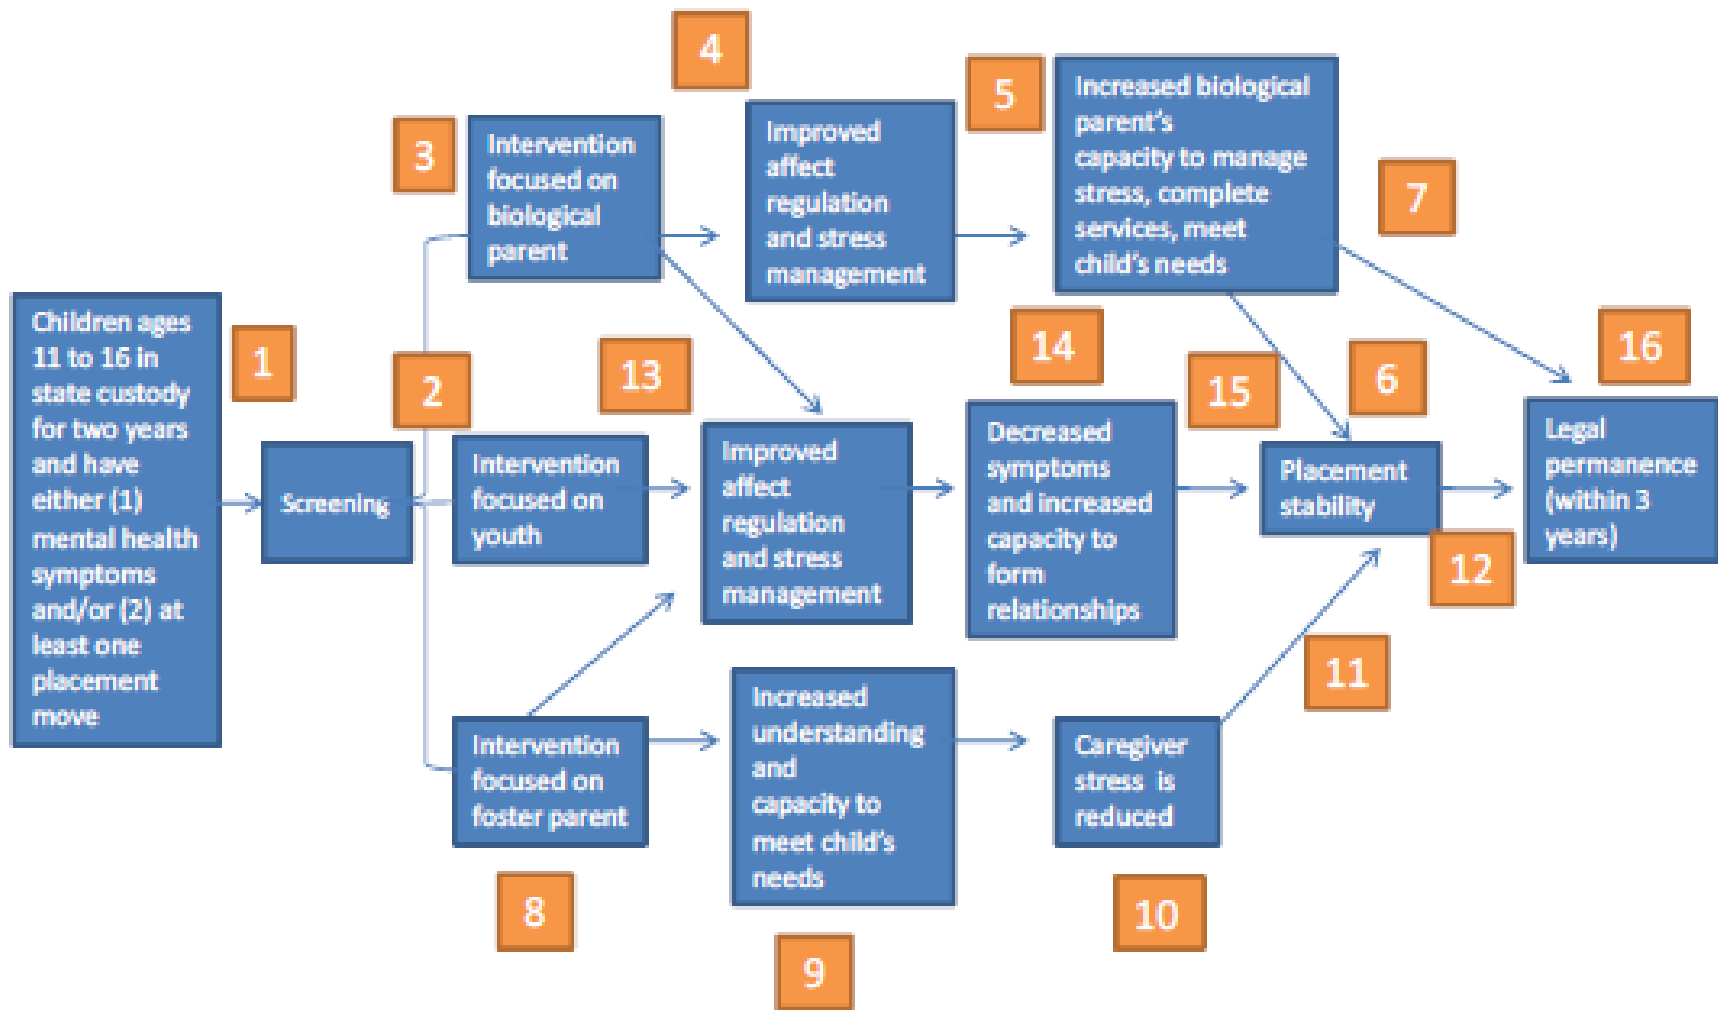 4
5
Increased biological
parent's
capacity to manage
stress, complete
services, meet
child's needs
3
Intervention
focused on
biological
parent
Improved
affect
regulation
and stress
management
7
Children ages
11 to 16 in
state custody
for two years
and have
either (1)
mental health
symptoms
and/or (2) at
least one
placement
move
1
2
13
14
15
6
16
Screening
Intervention
focused on
youth
Improved
affect
regulation
and stress
management
Decreased
symptoms
and increased
capacity to
form
relationships
Placement
stability
Legal
permanence
(within 3
years)
12
11
Intervention
focused on
foster parent
Increased
understanding
and
capacity to
meet child's
needs
Caregiver
stress is
reduced
8
9
10